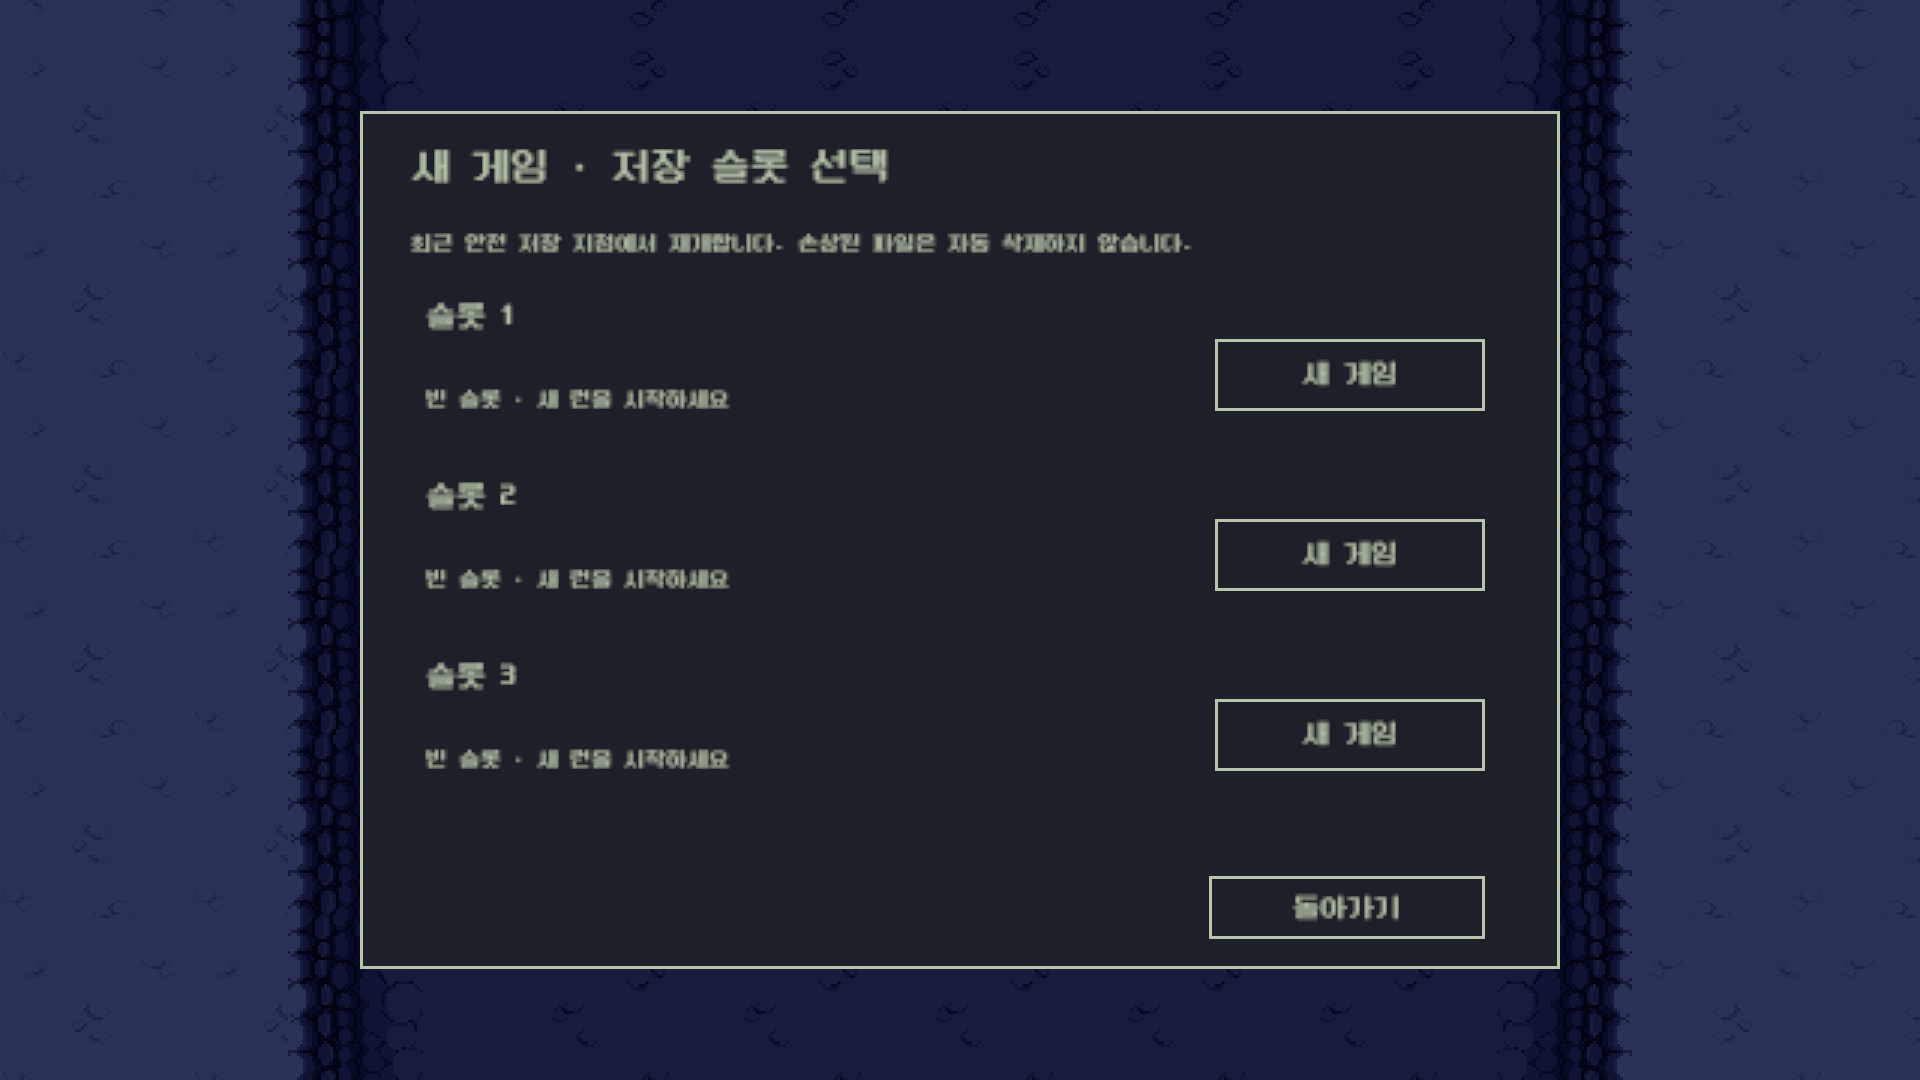 새 게임 · 저장 슬롯 선택
최근 안전 저장 지점에서 재개합니다. 손상된 파일은 자동 삭제하지 않습니다.
슬롯 1
새 게임
빈 슬롯 · 새 런을 시작하세요
슬롯 2
새 게임
빈 슬롯 · 새 런을 시작하세요
슬롯 3
새 게임
빈 슬롯 · 새 런을 시작하세요
돌아가기